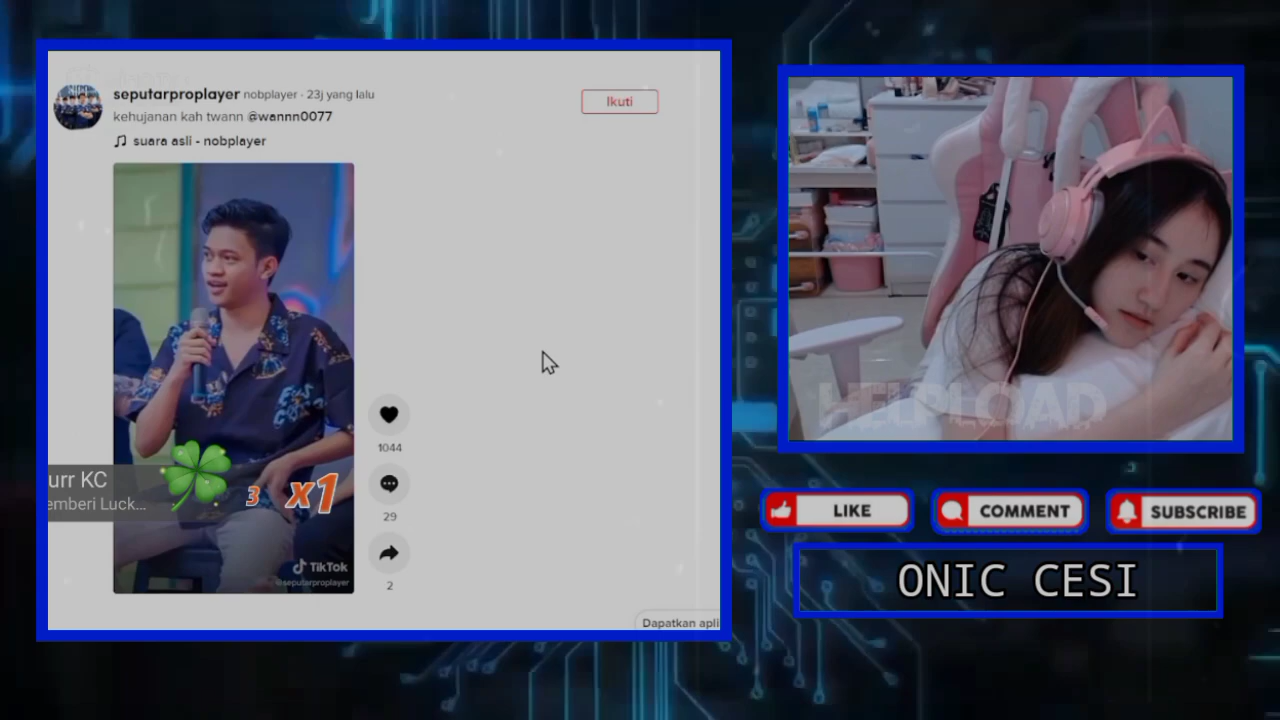 seputarproplayer nobplayer · 23j yang lalu
kehujanan kah twann @wannn0077
suara asli - nobplayer
Ikuti
1044
29
2
urr KC
emberi Luck...
3 x1
TikTok
@seputarproplayer
Dapatkan apli
HELPLOAD
LIKE
COMMENT
SUBSCRIBE
ONIC CESI